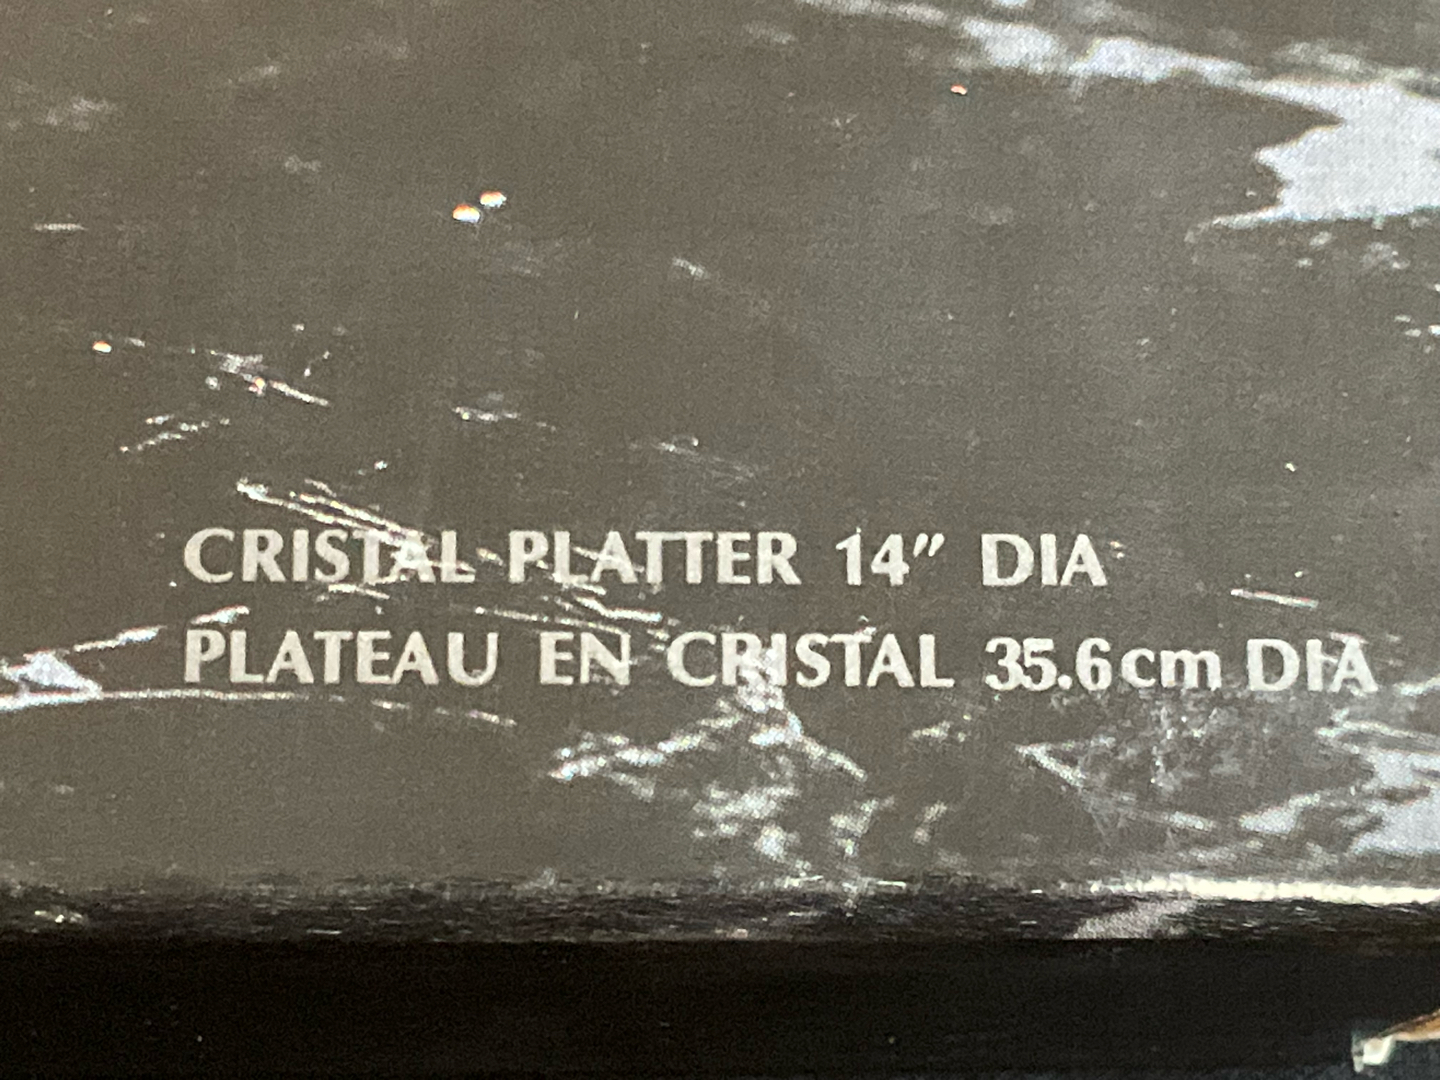 CRISTAL PLATTER 14" DIA
PLATEAU EN CRISTAL 35.6cm DIA